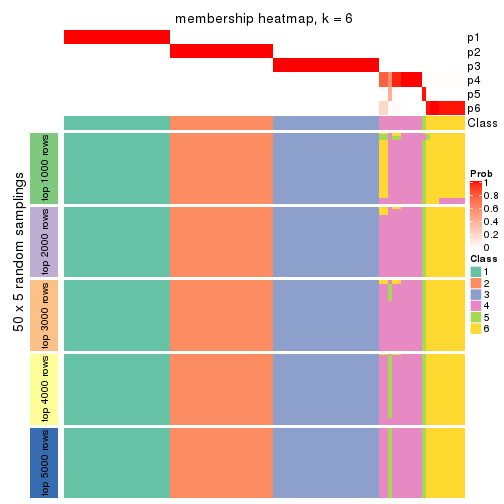 membership heatmap, k = 6
p1
p2
p3
p4
p5
p6
Class
50 x 5 random samplings
top 1000 rows
top 2000 rows
top 3000 rows
top 4000 rows
top 5000 rows
Prob
1
0.8
0.6
0.4
0.2
0
Class
1
2
3
4
5
6